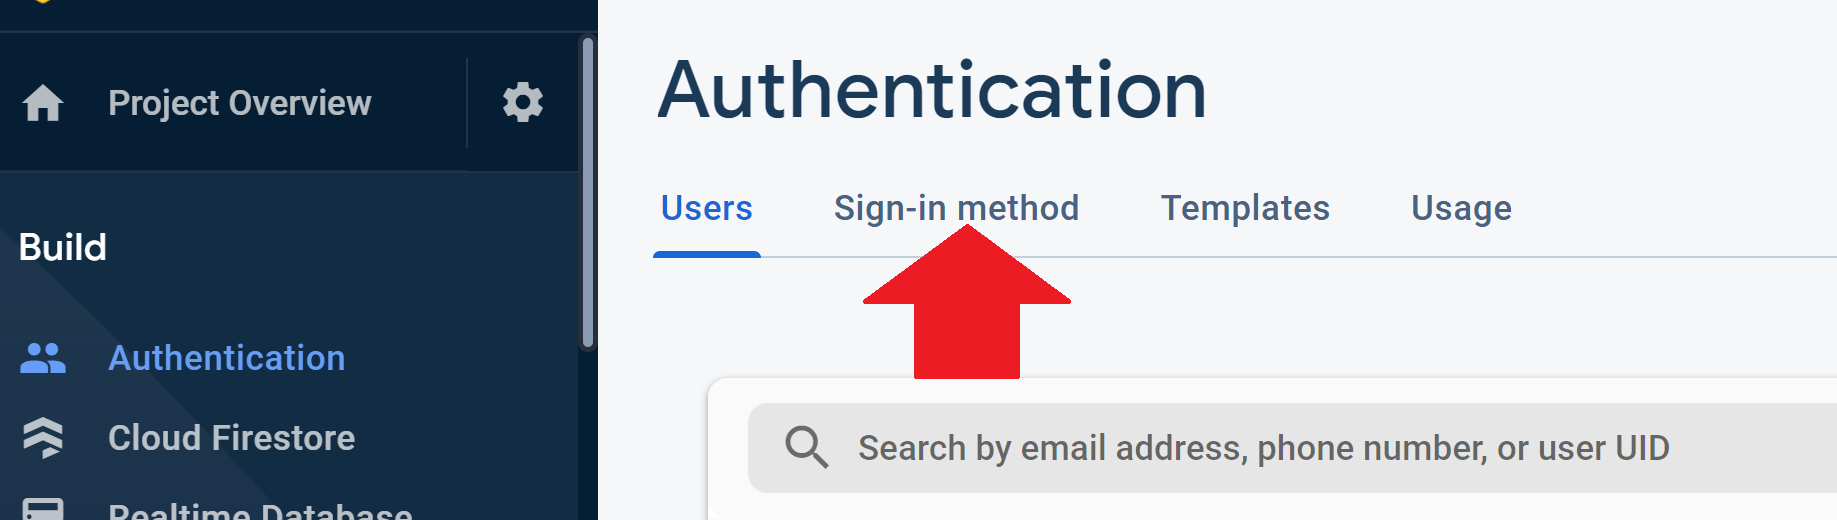 Project Overview
Build
Authentication
Cloud Firestore
Realtime Database
Authentication
Users
Sign-in method
Templates
Usage
Search by email address, phone number, or user UID